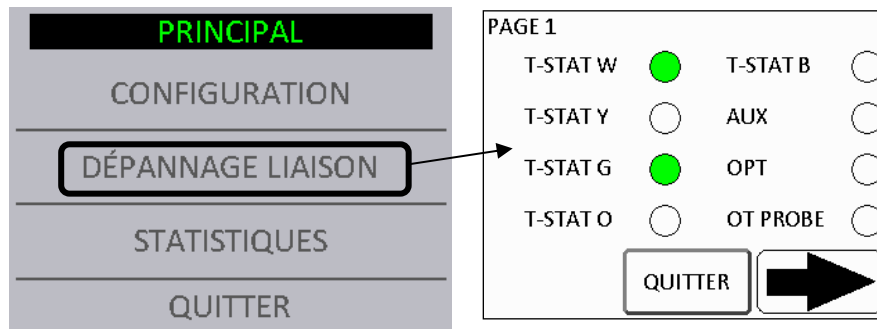 PRINCIPAL
CONFIGURATION
DÉPANNAGE LIAISON
STATISTIQUES
QUITTER
PAGE 1
T-STAT W T-STAT B
T-STAT Y AUX
T-STAT G OPT
T-STAT O OT PROBE
QUITTER